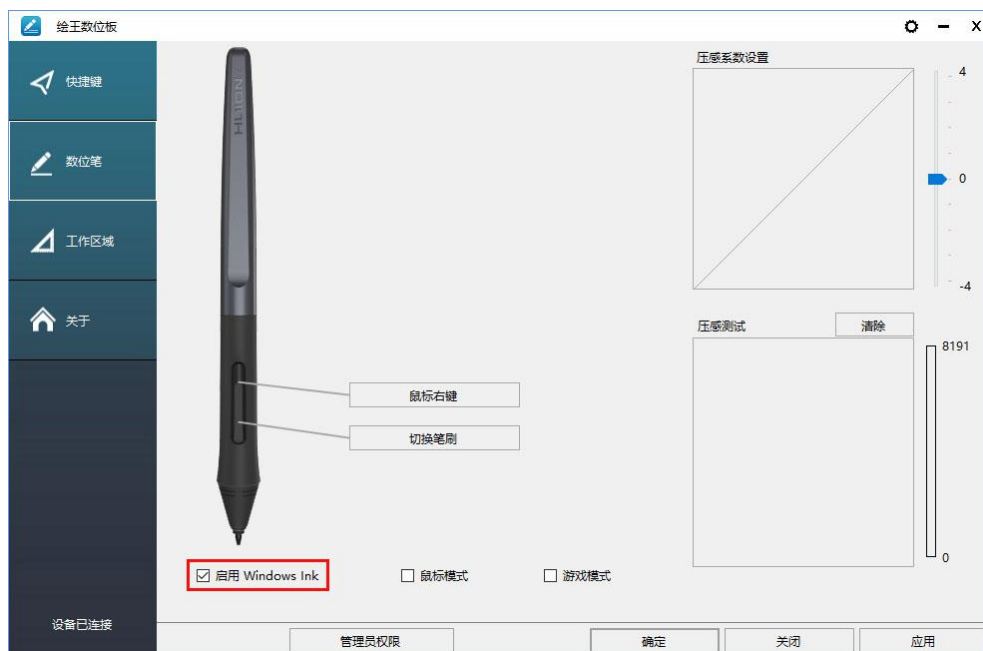 绘王数位板
快捷键
数位笔
工作区域
关于
设备已连接
HUION
鼠标右键
切换笔刷
启用 Windows Ink
鼠标模式
游戏模式
压感系数设置
4
0
-4
压感测试
清除
8191
0
管理员权限
确定
关闭
应用